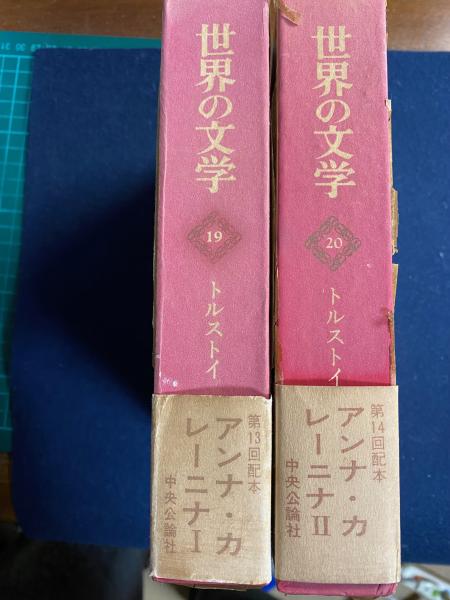 世界の文学
19
トルストイ
第13回配本
アンナ・カ
レーニナⅠ
中央公論社
世界の文学
20
トルストイ
第14回配本
アンナ・カ
レーニナⅡ
中央公論社